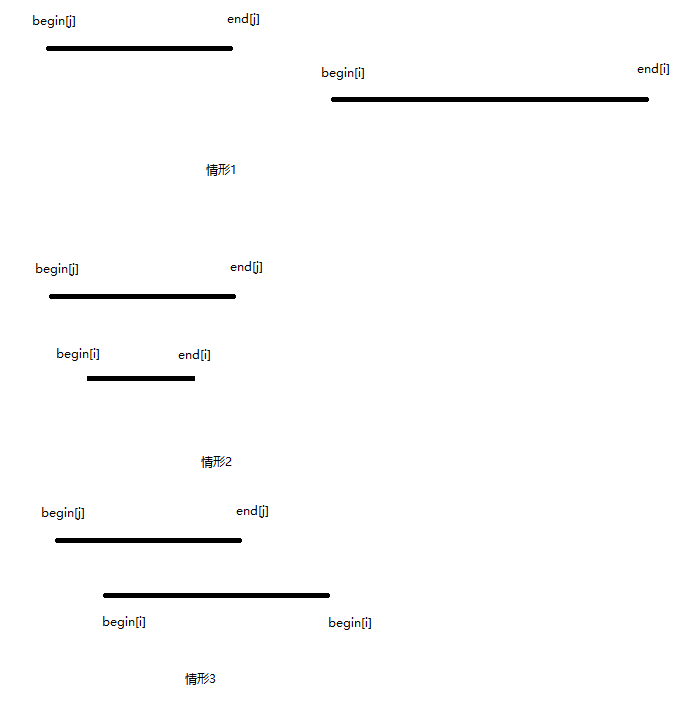 begin[j] end[j]
begin[i] end[i]
情形1
begin[j] end[j]
begin[i] end[i]
情形2
begin[j] end[j]
begin[i] begin[i]
情形3